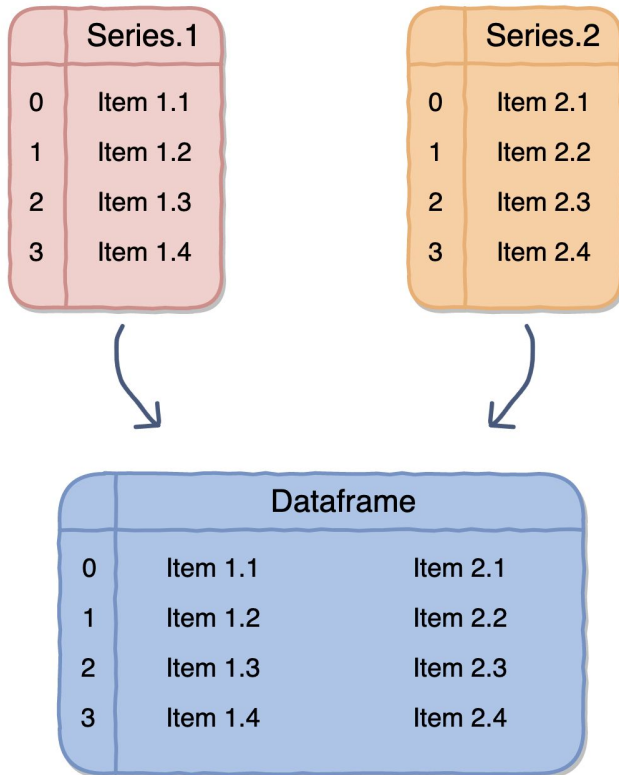 Series.1
0 Item 1.1
1 Item 1.2
2 Item 1.3
3 Item 1.4
Series.2
0 Item 2.1
1 Item 2.2
2 Item 2.3
3 Item 2.4
Dataframe
0 Item 1.1 Item 2.1
1 Item 1.2 Item 2.2
2 Item 1.3 Item 2.3
3 Item 1.4 Item 2.4